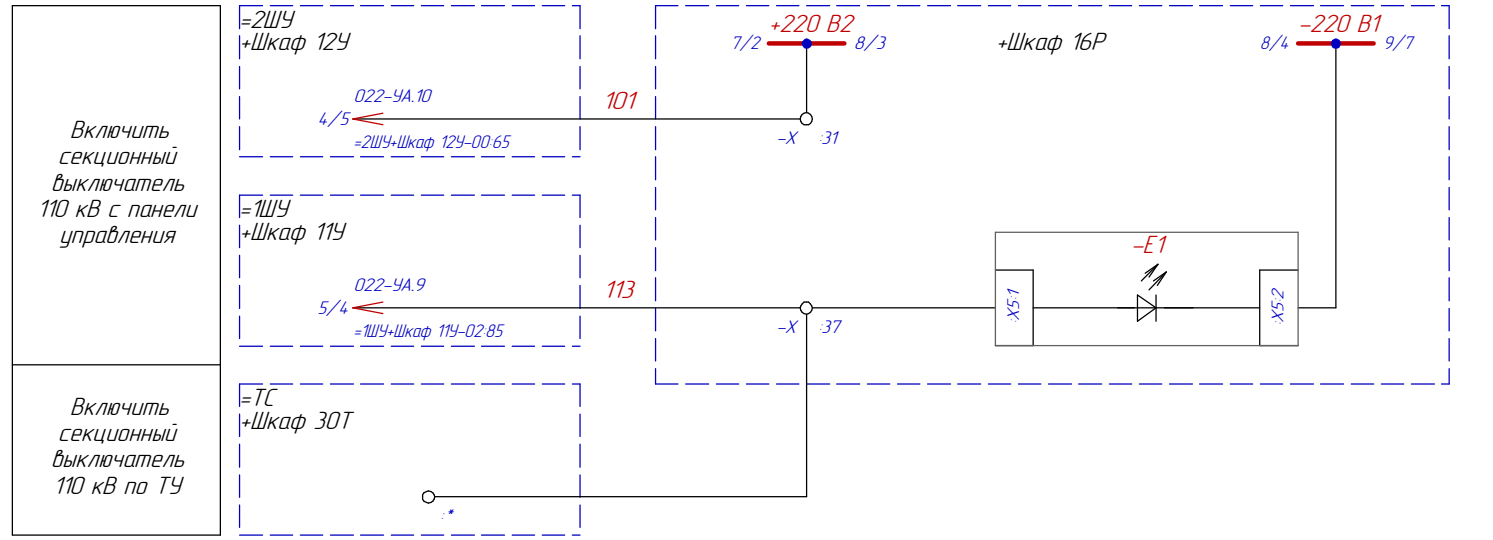 Включить
секционный
выключатель
110 кВ с панели
управления
Включить
секционный
выключатель
110 кВ по ТУ
=2ШУ
+Шкаф 12У
022-УА.10
4/5
=2ШУ+Шкаф 12У-00:65
101
=1ШУ
+Шкаф 11У
022-УА.9
5/4
=1ШУ+Шкаф 11У-02:85
113
=ТС
+Шкаф 30Т
:*
+220 В2
7/2
8/3
+Шкаф 16Р
-220 В1
8/4
9/7
-X :31
-X :37
-E1
:X5:1
:X5:2